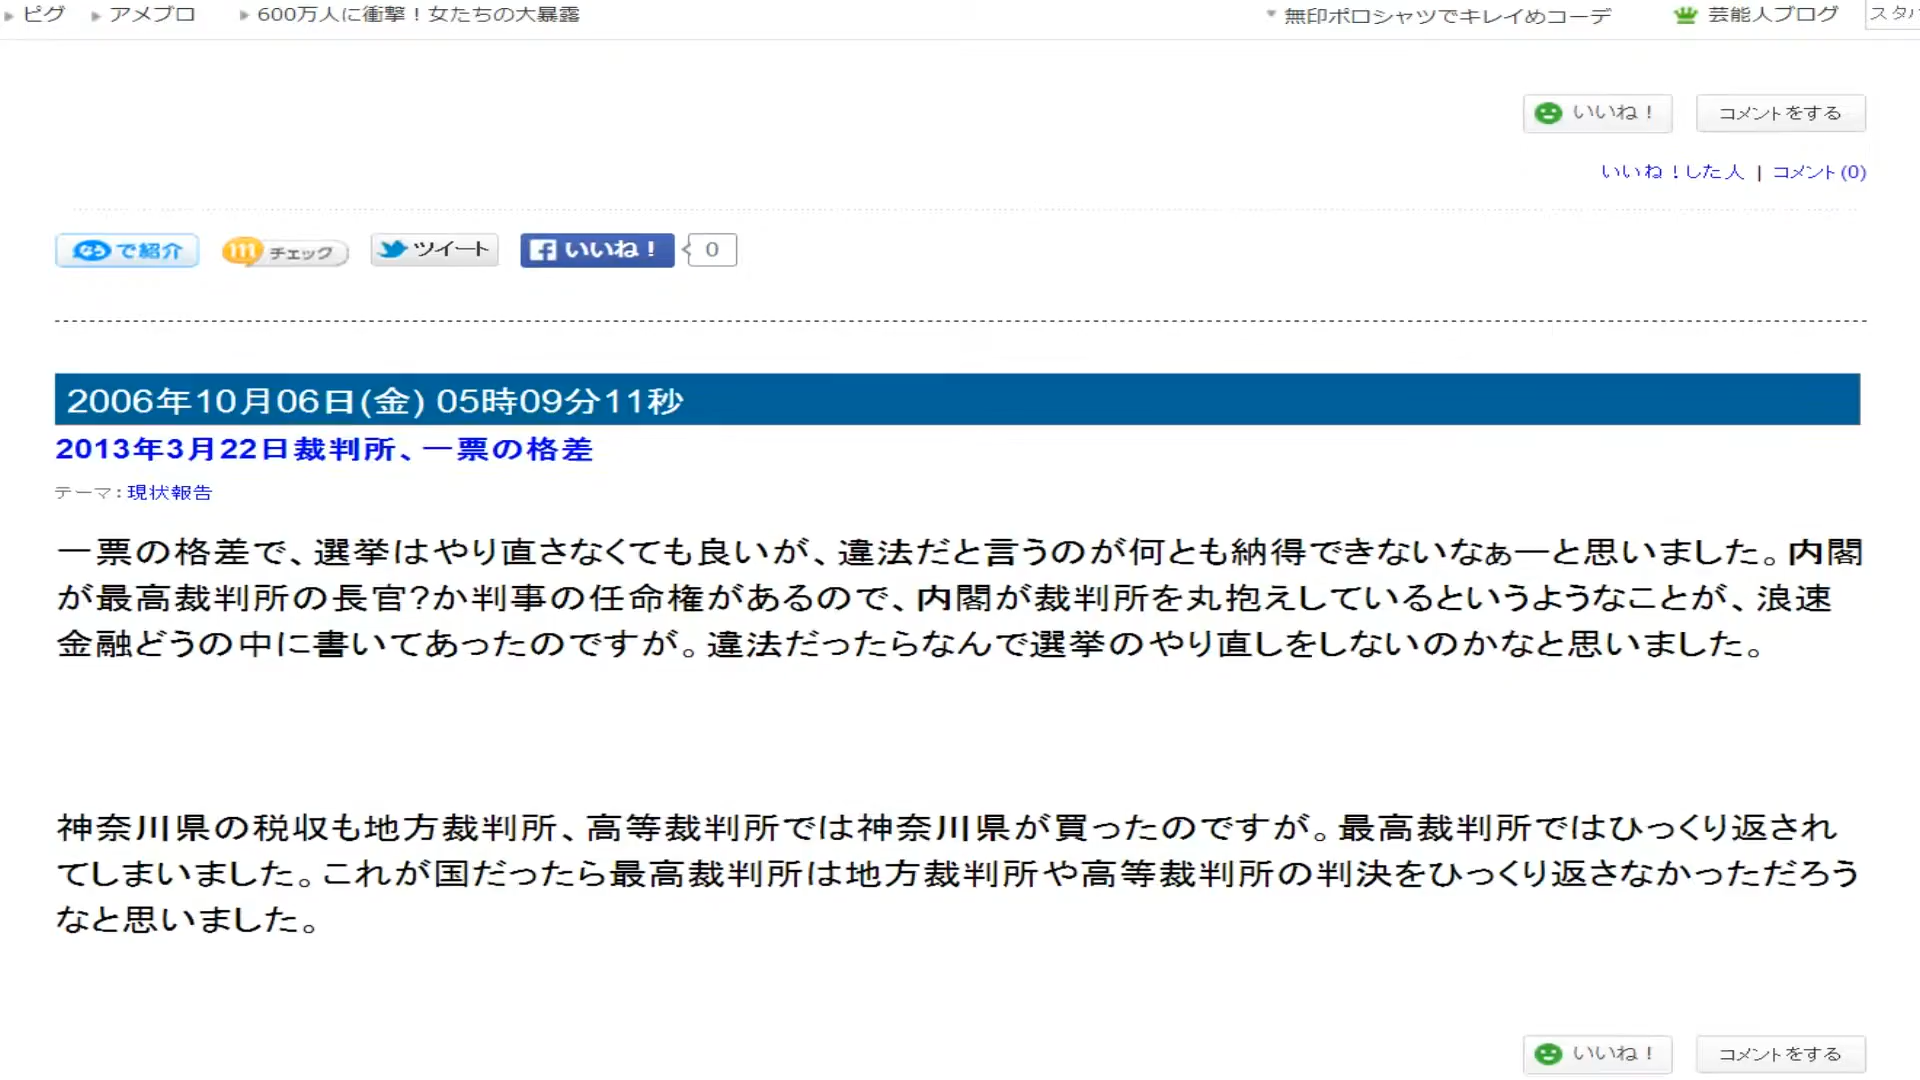 ピグ アメブロ 600万人に衝撃！女たちの大暴露 無印ポロシャツでキレイめコーデ 芸能人ブログ スタ
いいね！ コメントをする
いいね！した人 | コメント(0)
なうで紹介 mチェック ツイート いいね！ 0
2006年10月06日(金) 05時09分11秒
2013年3月22日裁判所、一票の格差
テーマ：現状報告
一票の格差で、選挙はやり直さなくても良いが、違法だと言うのが何とも納得できないなぁーと思いました。内閣
が最高裁判所の長官?か判事の任命権があるので、内閣が裁判所を丸抱えしているというようなことが、浪速
金融どうの中に書いてあったのですが。違法だったらなんで選挙のやり直しをしないのかなと思いました。
神奈川県の税収も地方裁判所、高等裁判所では神奈川県が買ったのですが。最高裁判所ではひっくり返され
てしまいました。これが国だったら最高裁判所は地方裁判所や高等裁判所の判決をひっくり返さなかっただろう
なと思いました。
いいね！ コメントをする